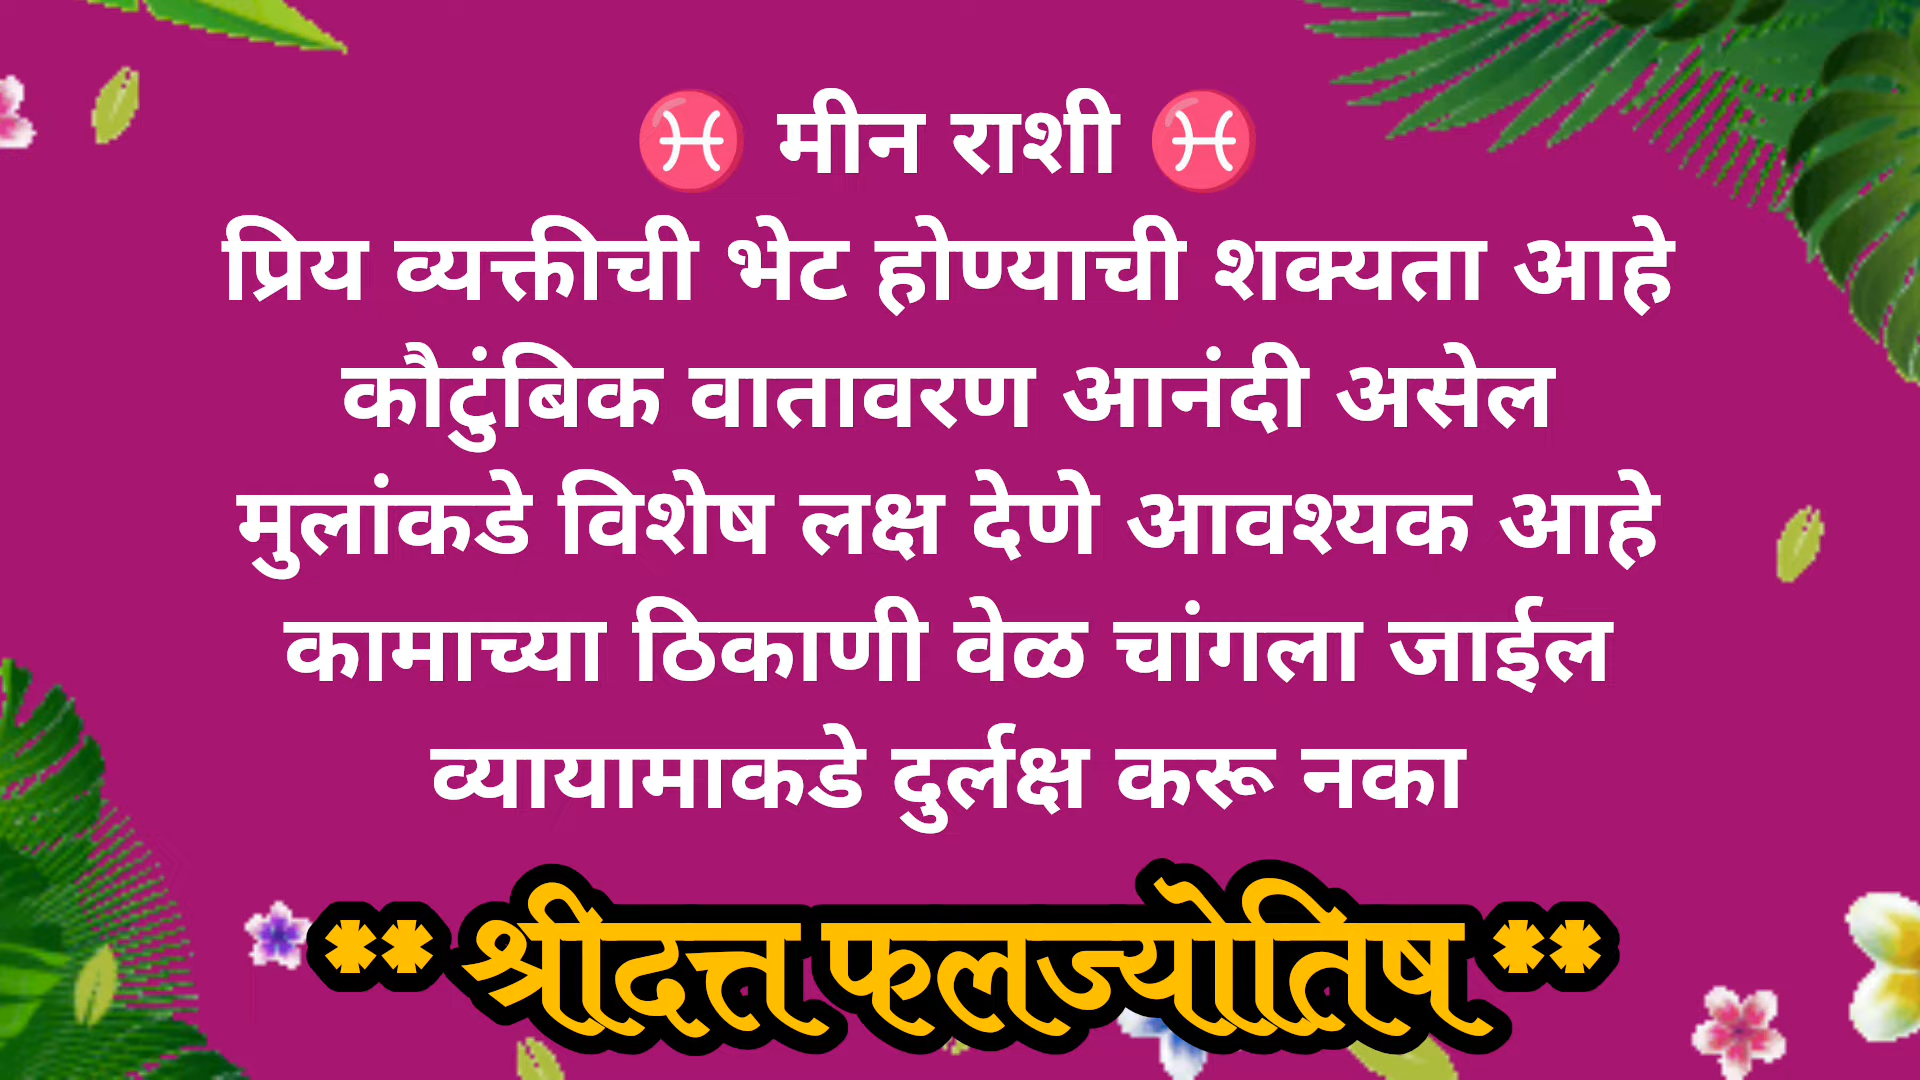 ♓ मीन राशी ♓
प्रिय व्यक्तीची भेट होण्याची शक्यता आहे
कौटुंबिक वातावरण आनंदी असेल
मुलांकडे विशेष लक्ष देणे आवश्यक आहे
कामाच्या ठिकाणी वेळ चांगला जाईल
व्यायामाकडे दुर्लक्ष करू नका
** श्रीदत्त फलज्योतिष **